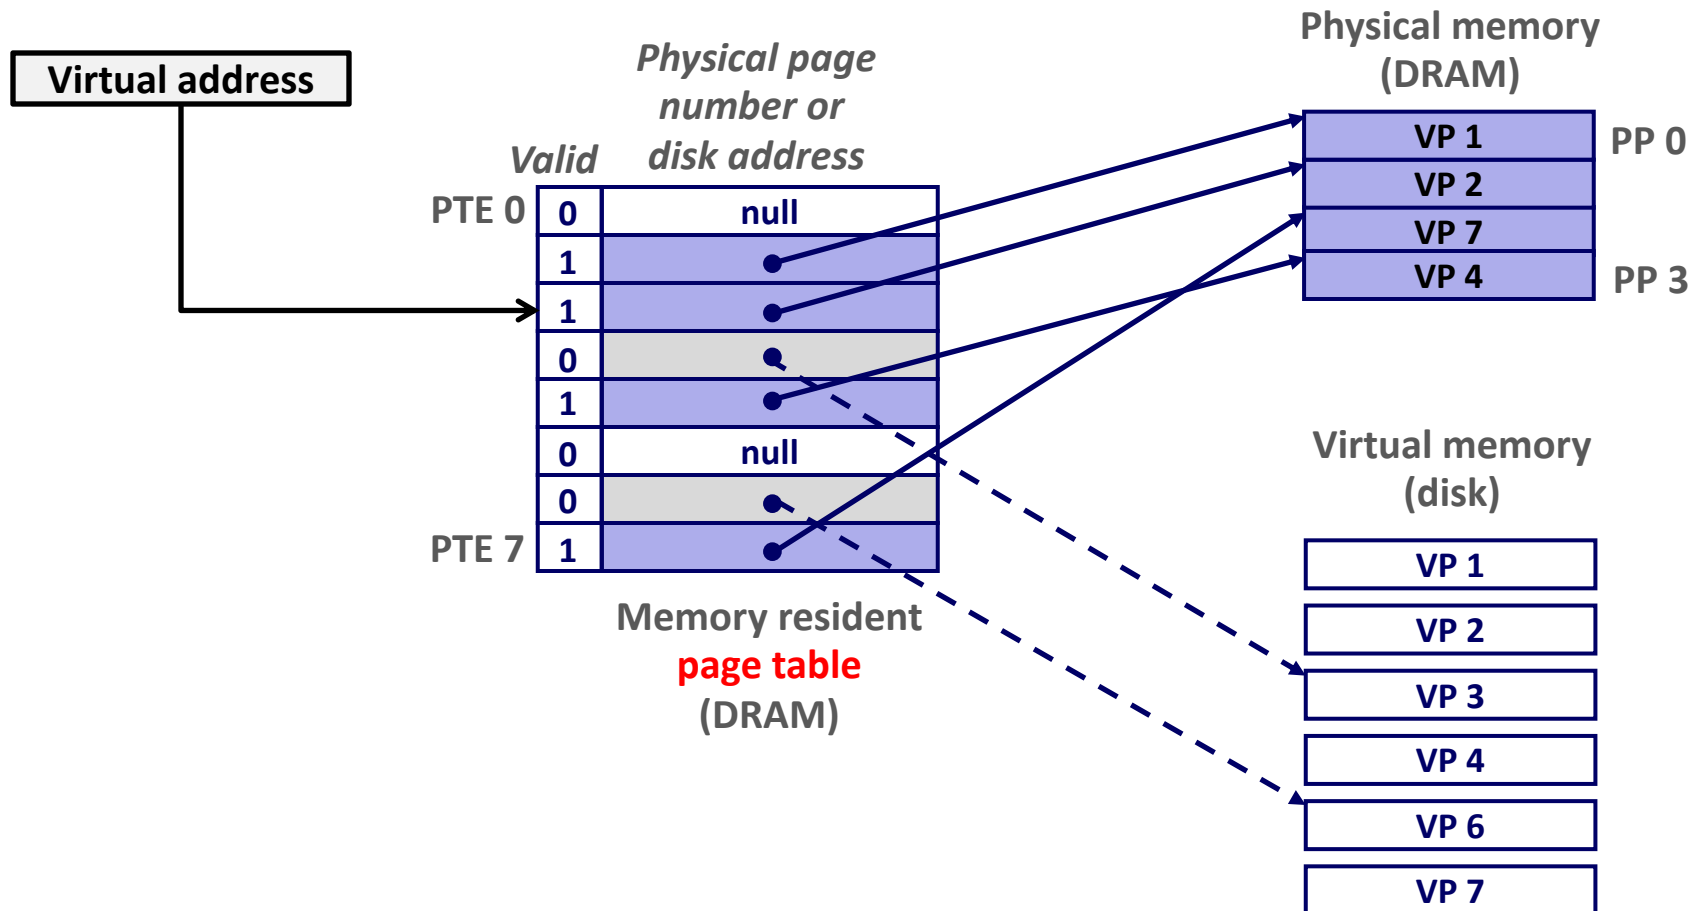 Virtual address
Physical page
number or
disk address
Valid
PTE 0
0 null
1
1
0
1
0 null
0
PTE 7 1
Memory resident
page table
(DRAM)
Physical memory
(DRAM)
VP 1 PP 0
VP 2
VP 7
VP 4 PP 3
Virtual memory
(disk)
VP 1
VP 2
VP 3
VP 4
VP 6
VP 7